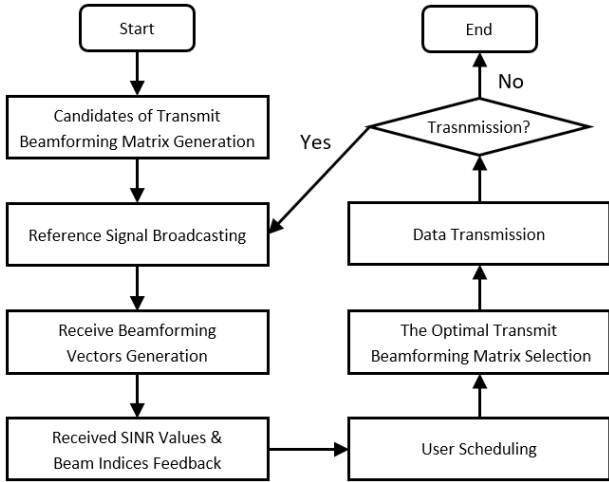 Start
Candidates of Transmit
Beamforming Matrix Generation
Reference Signal Broadcasting
Receive Beamforming
Vectors Generation
Received SINR Values &
Beam Indices Feedback
User Scheduling
The Optimal Transmit
Beamforming Matrix Selection
Data Transmission
Trasnmission?
Yes
No
End